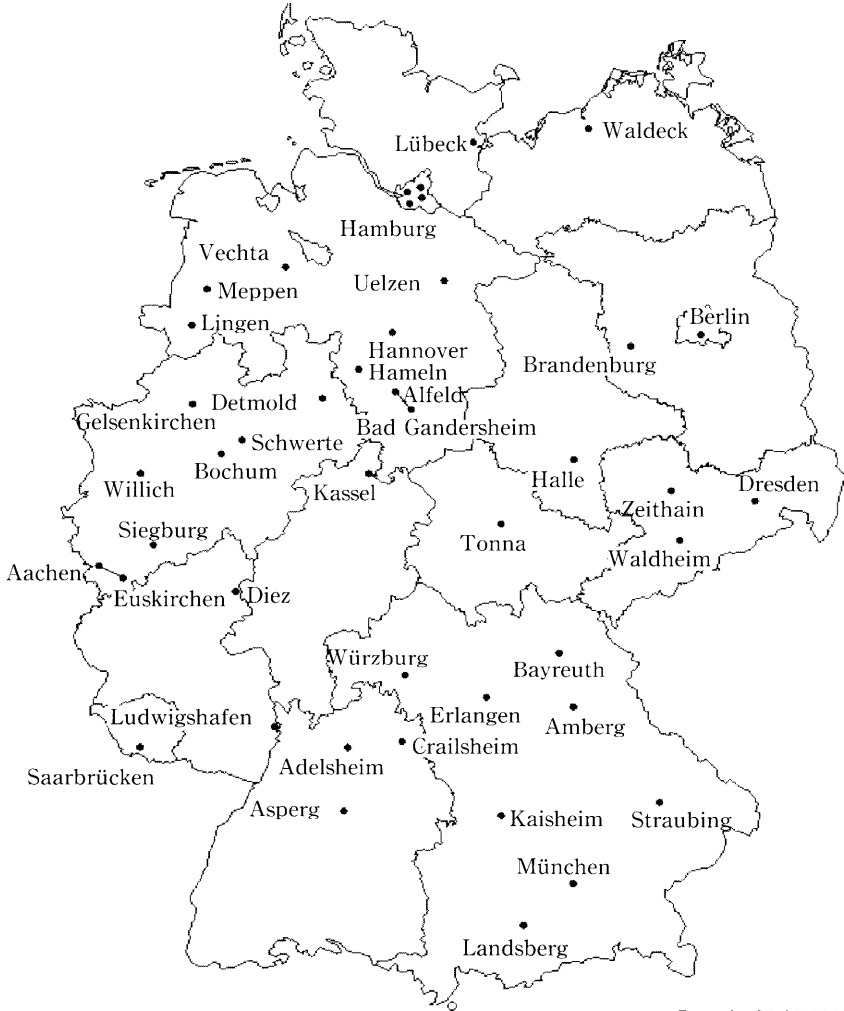 Waldeck
Lübeck
Hamburg
Vechta
Uelzen
Meppen
Berlin
Lingen
Hannover
Brandenburg
Hameln
Alfeld
Detmold
Gelsenkirchen
Bad Gandersheim
Schwerte
Bochum
Halle
Dresden
Willich
Kassel
Zeithain
Siegburg
Tonna
Waldheim
Aachen
Euskirchen
Diez
Würzburg
Bayreuth
Ludwigshafen
Erlangen
Amberg
Crailsheim
Adelsheim
Saarbrücken
Asperg
Kaisheim
Straubing
München
Landsberg